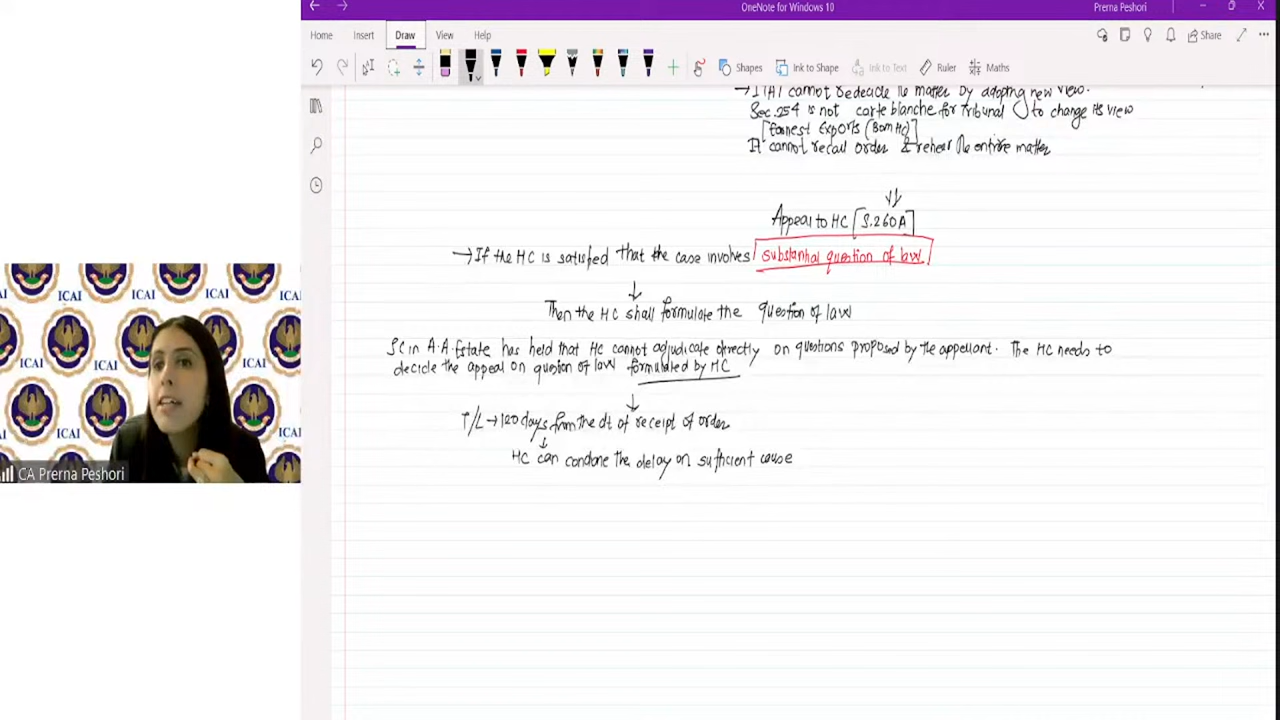 OneNote for Windows 10
Prerna Peshori
Home Insert Draw View Help
Share
Shapes Ink to Shape Ink to Text Ruler Maths
→ ITAT cannot redecide the matter by adopting new view.
Sec.254 is not carte blanche for Tribunal to change its view
[Earnest Exports (Bom HC)]
It cannot recall order & rehear the entire matter
Appeal to HC [S.260A]
→ If the HC is satisfied that the case involves substantial question of law
Then the HC shall formulate the question of law
SC in A.A.Estate has held that HC cannot adjudicate directly on questions proposed by the appellant. The HC needs to
decide the appeal on question of law formulated by HC
T/L → 120 days from the dt of receipt of order
HC can condone the delay on sufficient cause
ICAI
ICAI
ICAI
ICAI
ICAI
CA Prerna Peshori